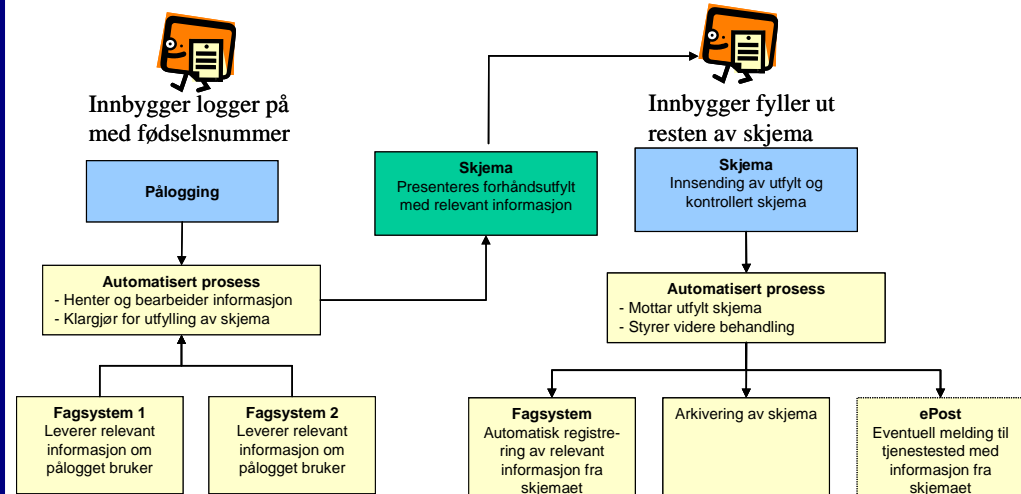 Innbygger logger på
med fødselsnummer
Pålogging
Automatisert prosess
- Henter og bearbeider informasjon
- Klargjør for utfylling av skjema
Fagsystem 1
Leverer relevant
informasjon om
pålogget bruker
Fagsystem 2
Leverer relevant
informasjon om
pålogget bruker
Skjema
Presenteres forhåndsutfylt
med relevant informasjon
Innbygger fyller ut
resten av skjema
Skjema
Innsending av utfylt og
kontrollert skjema
Automatisert prosess
- Mottar utfylt skjema
- Styrer videre behandling
Fagsystem
Automatisk registre-
ring av relevant
informasjon fra
skjemaet
Arkivering av skjema
ePost
Eventuell melding til
tjenestested med
informasjon fra
skjemaet